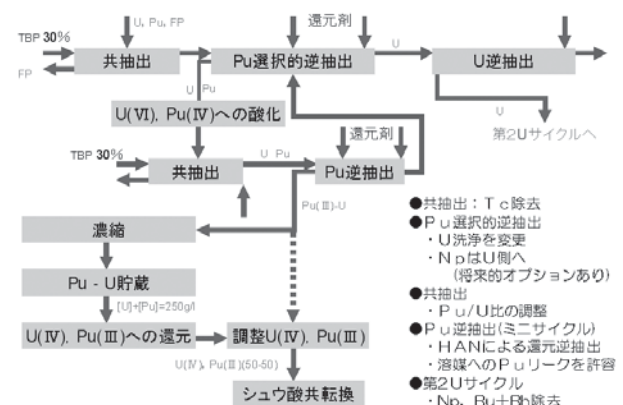 U, Pu, FP
還元剤
TBP 30%
共抽出
Pu選択的逆抽出
U
U逆抽出
FP
U Pu
U
第2Uサイクルへ
U(Ⅵ), Pu(Ⅳ)への酸化
還元剤
TBP 30%
共抽出
U Pu
Pu逆抽出
Pu(Ⅲ)-U
濃縮
Pu - U貯蔵
[U]+[Pu]=250g/l
U(Ⅳ), Pu(Ⅲ)への還元
調整U(Ⅳ), Pu(Ⅲ)
U(Ⅳ), Pu(Ⅲ)(50-50)
シュウ酸共転換
●共抽出：Tc除去
●Pu選択的逆抽出
・U洗浄を変更
・NpはU側へ
(将来的オプションあり)
●共抽出
・Pu/U比の調整
●Pu逆抽出(ミニサイクル)
・HANによる還元逆抽出
・溶媒へのPuリークを許容
●第2Uサイクル
・Np, Ru+Rh除去